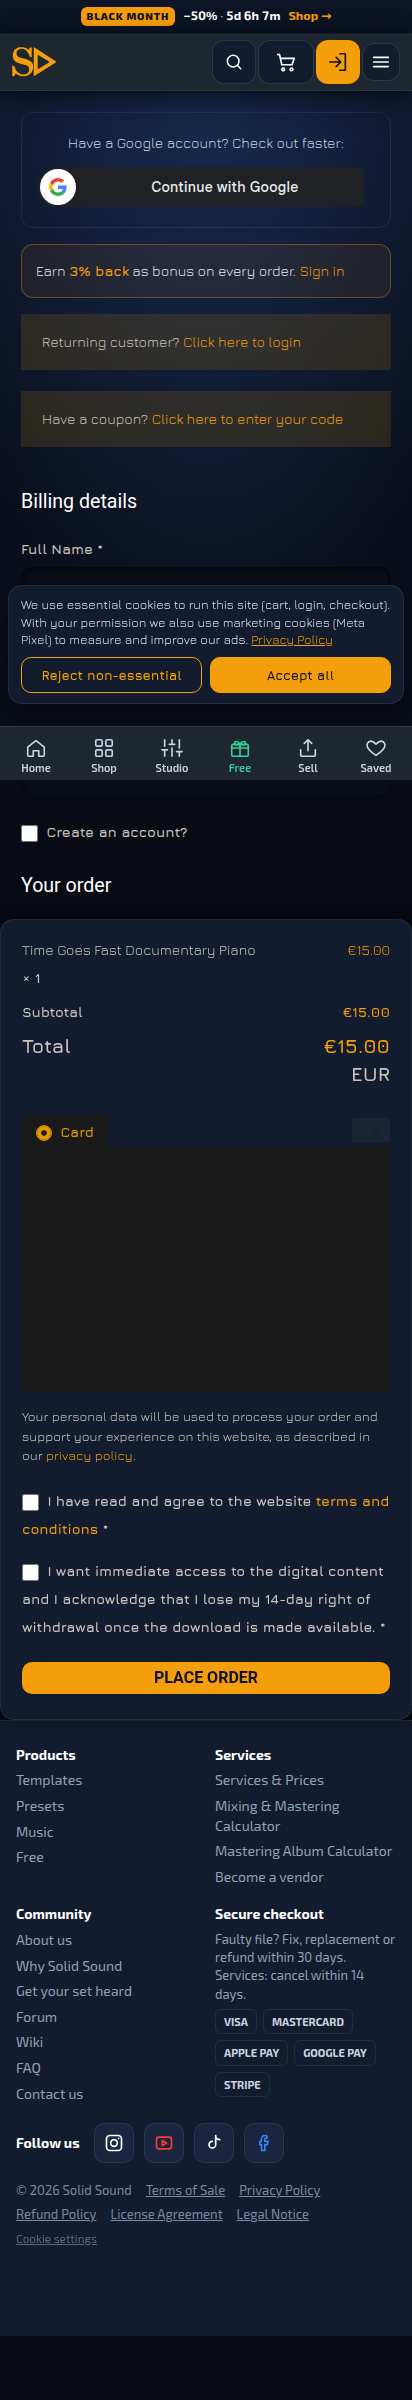 BLACK MONTH −50% · 5d 6h 7m Shop →
SD
Have a Google account? Check out faster:
Continue with Google
Earn 3% back as bonus on every order. Sign in
Returning customer? Click here to login
Have a coupon? Click here to enter your code
Billing details
Full Name *
We use essential cookies to run this site (cart, login, checkout).
With your permission we also use marketing cookies (Meta
Pixel) to measure and improve our ads. Privacy Policy
Reject non-essential Accept all
Home Shop Studio Free Sell Saved
Create an account?
Your order
Time Goes Fast Documentary Piano €15.00
× 1
Subtotal €15.00
Total €15.00
EUR
Card
Your personal data will be used to process your order and
support your experience on this website, as described in
our privacy policy.
I have read and agree to the website terms and
conditions *
I want immediate access to the digital content
and I acknowledge that I lose my 14-day right of
withdrawal once the download is made available. *
PLACE ORDER
Products
Templates
Presets
Music
Free
Services
Services & Prices
Mixing & Mastering
Calculator
Mastering Album Calculator
Become a vendor
Community
About us
Why Solid Sound
Get your set heard
Forum
Wiki
FAQ
Contact us
Secure checkout
Faulty file? Fix, replacement or
refund within 30 days.
Services: cancel within 14
days.
VISA MASTERCARD
APPLE PAY GOOGLE PAY
STRIPE
Follow us
© 2026 Solid Sound Terms of Sale Privacy Policy
Refund Policy License Agreement Legal Notice
Cookie settings